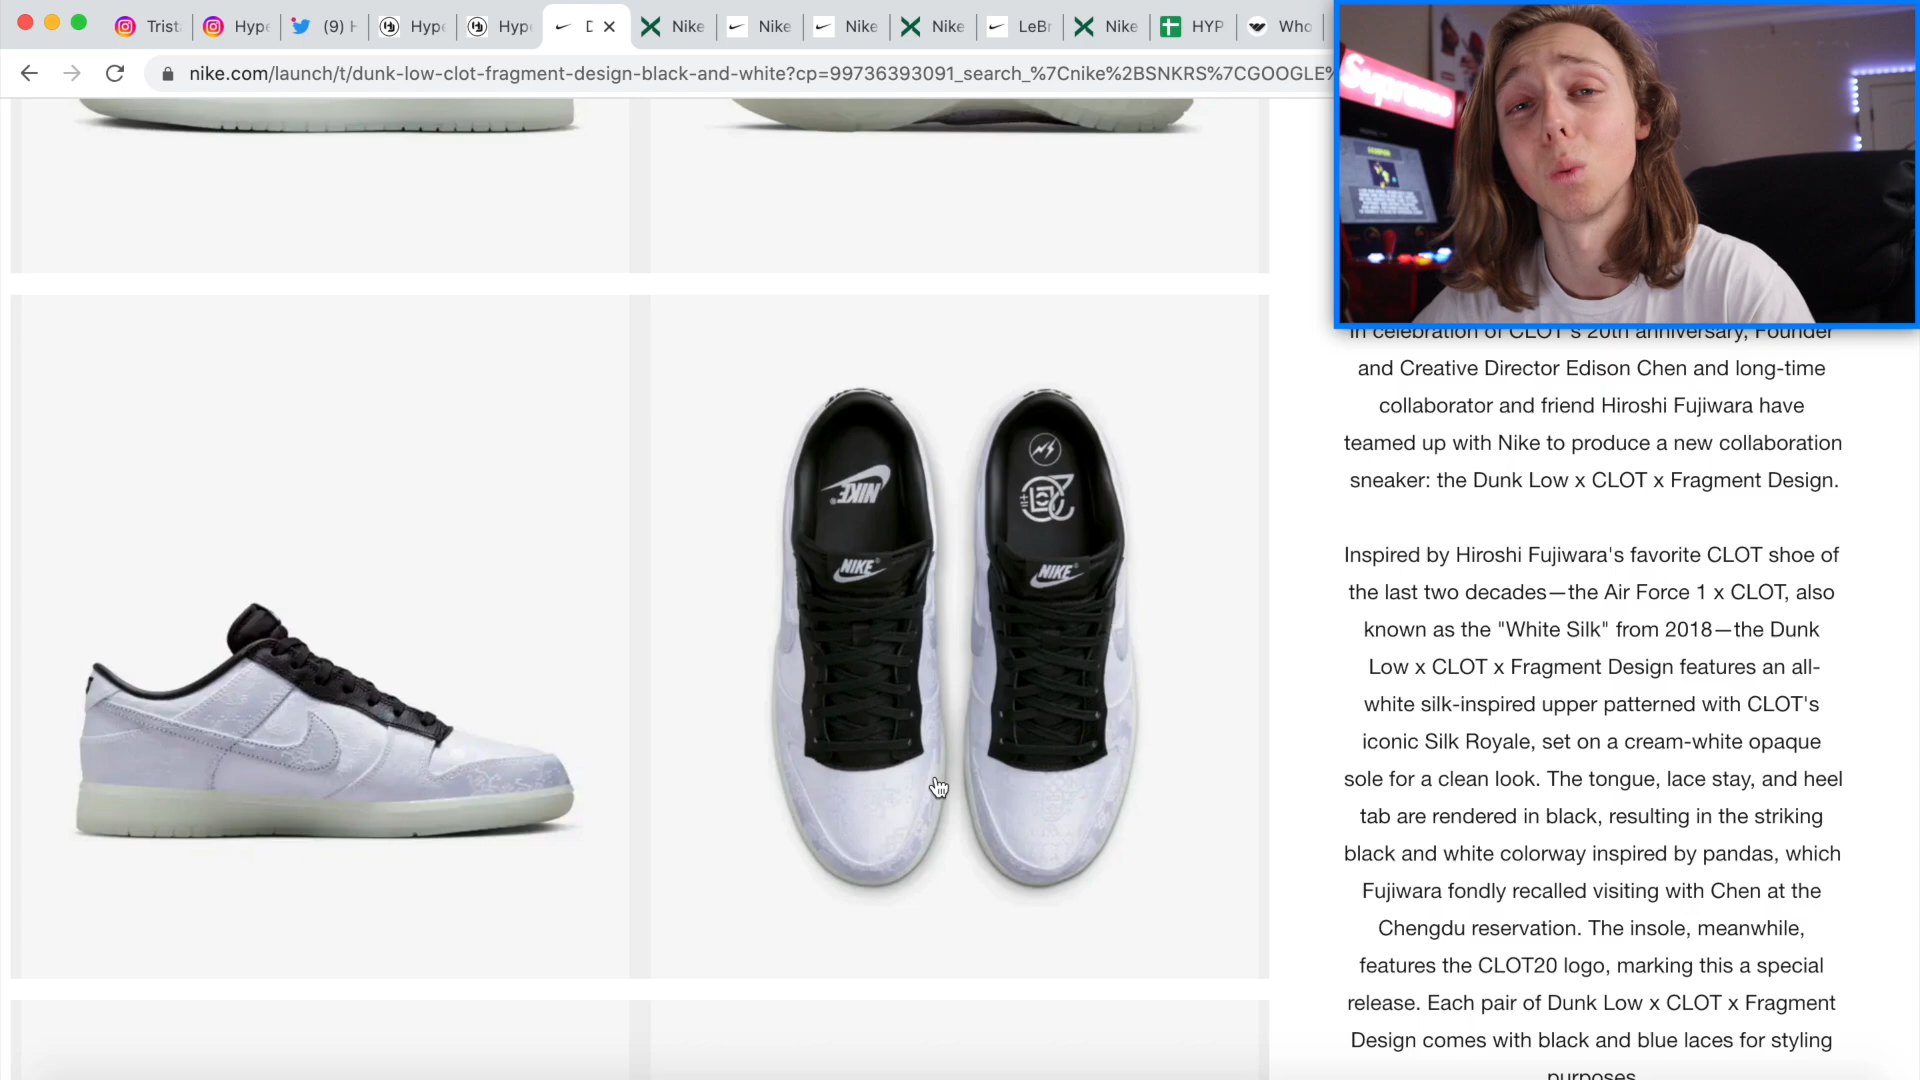 Trist
Hype
(9) H
Hype
Hype
D
Nike
Nike
Nike
Nike
LeBr
Nike
HYP
Who
nike.com/launch/t/dunk-low-clot-fragment-design-black-and-white?cp=99736393091_search_%7Cnike%2BSNKRS%7CGOOGLE%
Supreme
In celebration of CLOT's 20th anniversary, Founder
and Creative Director Edison Chen and long-time
collaborator and friend Hiroshi Fujiwara have
teamed up with Nike to produce a new collaboration
sneaker: the Dunk Low x CLOT x Fragment Design.
Inspired by Hiroshi Fujiwara's favorite CLOT shoe of
the last two decades—the Air Force 1 x CLOT, also
known as the "White Silk" from 2018—the Dunk
Low x CLOT x Fragment Design features an all-
white silk-inspired upper patterned with CLOT's
iconic Silk Royale, set on a cream-white opaque
sole for a clean look. The tongue, lace stay, and heel
tab are rendered in black, resulting in the striking
black and white colorway inspired by pandas, which
Fujiwara fondly recalled visiting with Chen at the
Chengdu reservation. The insole, meanwhile,
features the CLOT20 logo, marking this a special
release. Each pair of Dunk Low x CLOT x Fragment
Design comes with black and blue laces for styling
purposes
NIKE
NIKE
NIKE